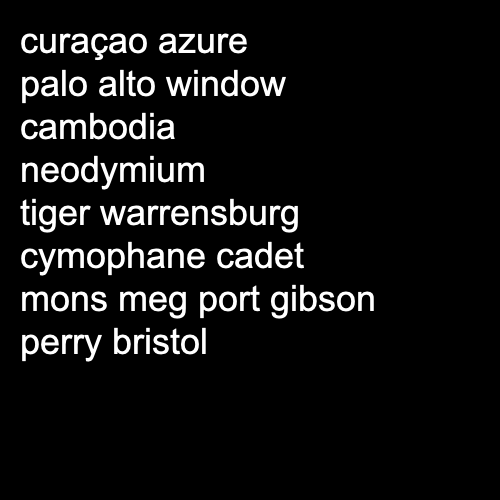 curaçao azure
palo alto window
cambodia
neodymium
tiger warrensburg
cymophane cadet
mons meg port gibson
perry bristol